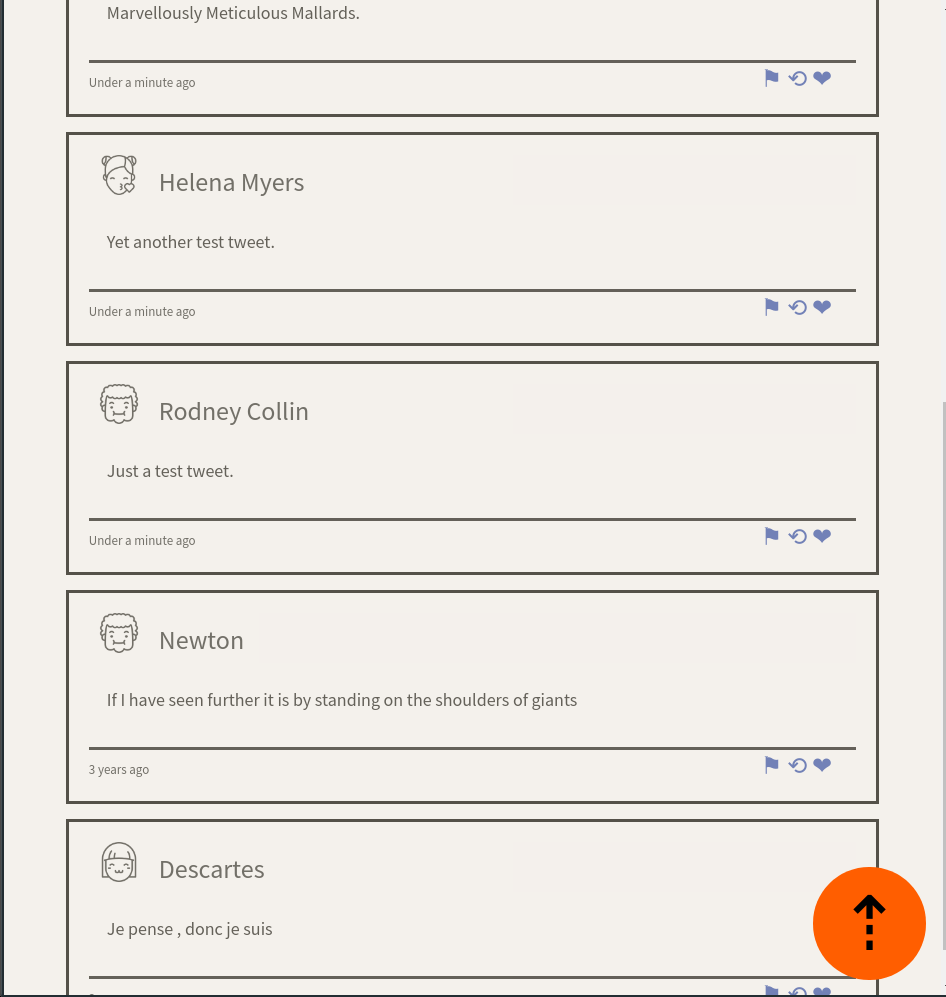 Marvellously Meticulous Mallards.
Under a minute ago
Helena Myers
Yet another test tweet.
Under a minute ago
Rodney Collin
Just a test tweet.
Under a minute ago
Newton
If I have seen further it is by standing on the shoulders of giants
3 years ago
Descartes
Je pense , donc je suis